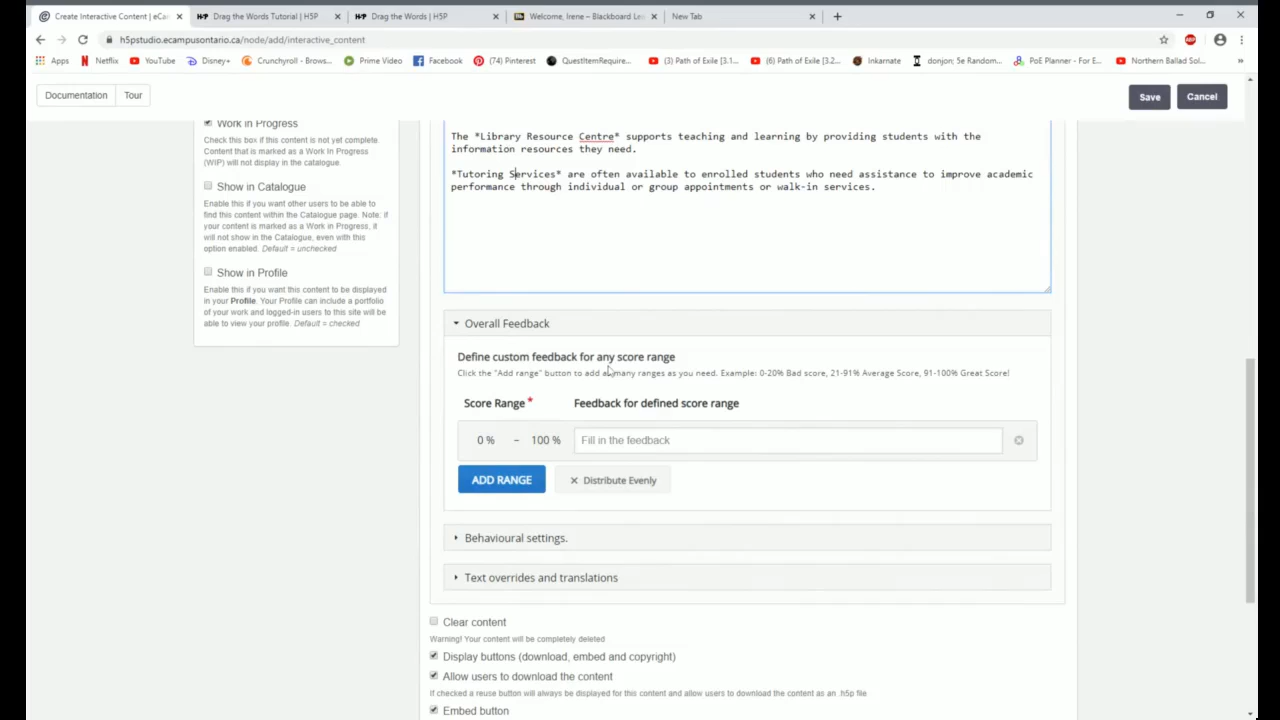 Create Interactive Content | eCam
Drag the Words Tutorial | H5P
Drag the Words | H5P
Welcome, Irene – Blackboard Le
New Tab
h5pstudio.ecampusontario.ca/node/add/interactive_content
Apps
Netflix
YouTube
Disney+
Crunchyroll - Brows...
Prime Video
Facebook
(74) Pinterest
QuestItemRequire...
(3) Path of Exile [3.1...
(6) Path of Exile [3.2...
Inkarnate
donjon; 5e Random...
PoE Planner - For E...
Northern Ballad Sol...
Documentation
Tour
Save
Cancel
Work in Progress
Check this box if this content is not yet complete.
Content that is marked as a Work In Progress
(WIP) will not display in the catalogue.
Show in Catalogue
Enable this if you want other users to be able to
find this content within the Catalogue page. Note: if
your content is marked as a Work in Progress, it
will not show in the Catalogue, even with this
option enabled. Default = unchecked
Show in Profile
Enable this if you want this content to be displayed
in your Profile. Your Profile can include a portfolio
of your work and logged-in users to this site will be
able to view your profile. Default = checked
The *Library Resource Centre* supports teaching and learning by providing students with the
information resources they need.
*Tutoring Services* are often available to enrolled students who need assistance to improve academic
performance through individual or group appointments or walk-in services.
Overall Feedback
Define custom feedback for any score range
Click the "Add range" button to add as many ranges as you need. Example: 0-20% Bad score, 21-91% Average Score, 91-100% Great Score!
Score Range *
Feedback for defined score range
0 % – 100 %
Fill in the feedback
ADD RANGE
Distribute Evenly
Behavioural settings.
Text overrides and translations
Clear content
Warning! Your content will be completely deleted
Display buttons (download, embed and copyright)
Allow users to download the content
If checked a reuse button will always be displayed for this content and allow users to download the content as an .h5p file
Embed button